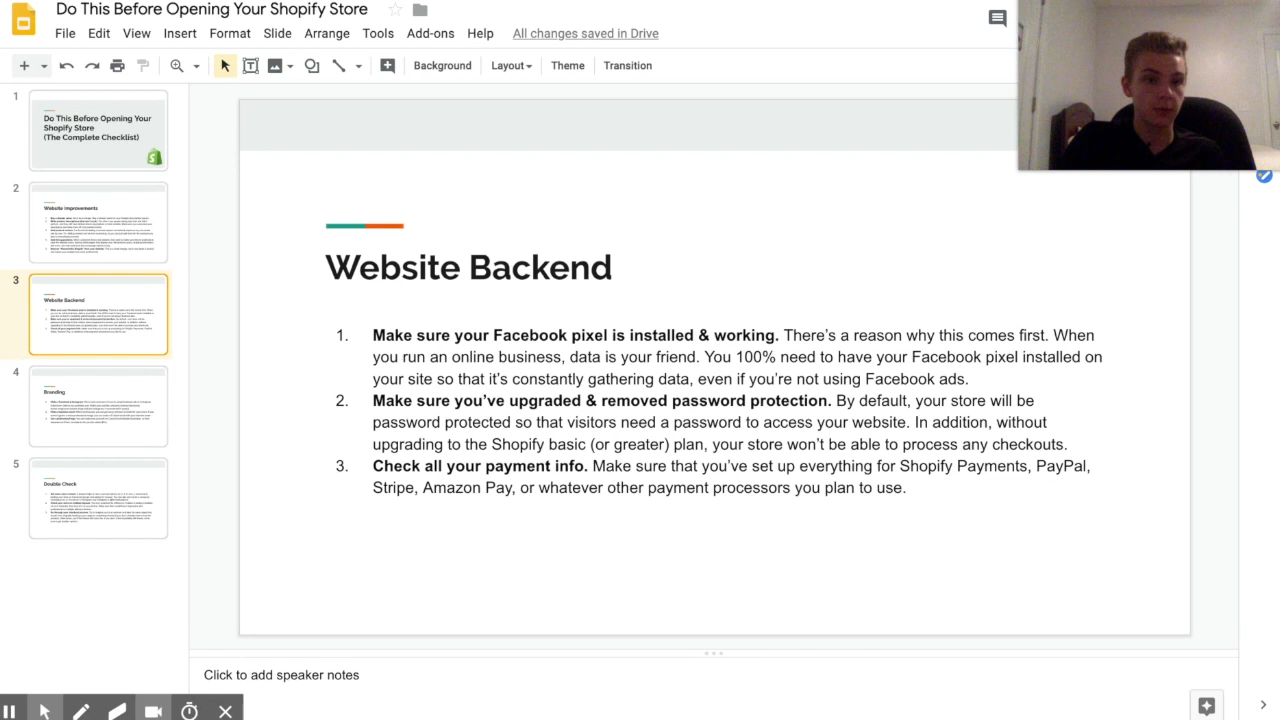 Do This Before Opening Your Shopify Store
File Edit View Insert Format Slide Arrange Tools Add-ons Help All changes saved in Drive
Background Layout Theme Transition
1
Do This Before Opening Your
Shopify Store
(The Complete Checklist)
2
Website Improvements
3
Website Backend
4
Branding
5
Double Check
Website Backend
1. Make sure your Facebook pixel is installed & working. There's a reason why this comes first. When
you run an online business, data is your friend. You 100% need to have your Facebook pixel installed on
your site so that it's constantly gathering data, even if you're not using Facebook ads.
2. Make sure you've upgraded & removed password protection. By default, your store will be
password protected so that visitors need a password to access your website. In addition, without
upgrading to the Shopify basic (or greater) plan, your store won't be able to process any checkouts.
3. Check all your payment info. Make sure that you've set up everything for Shopify Payments, PayPal,
Stripe, Amazon Pay, or whatever other payment processors you plan to use.
Click to add speaker notes